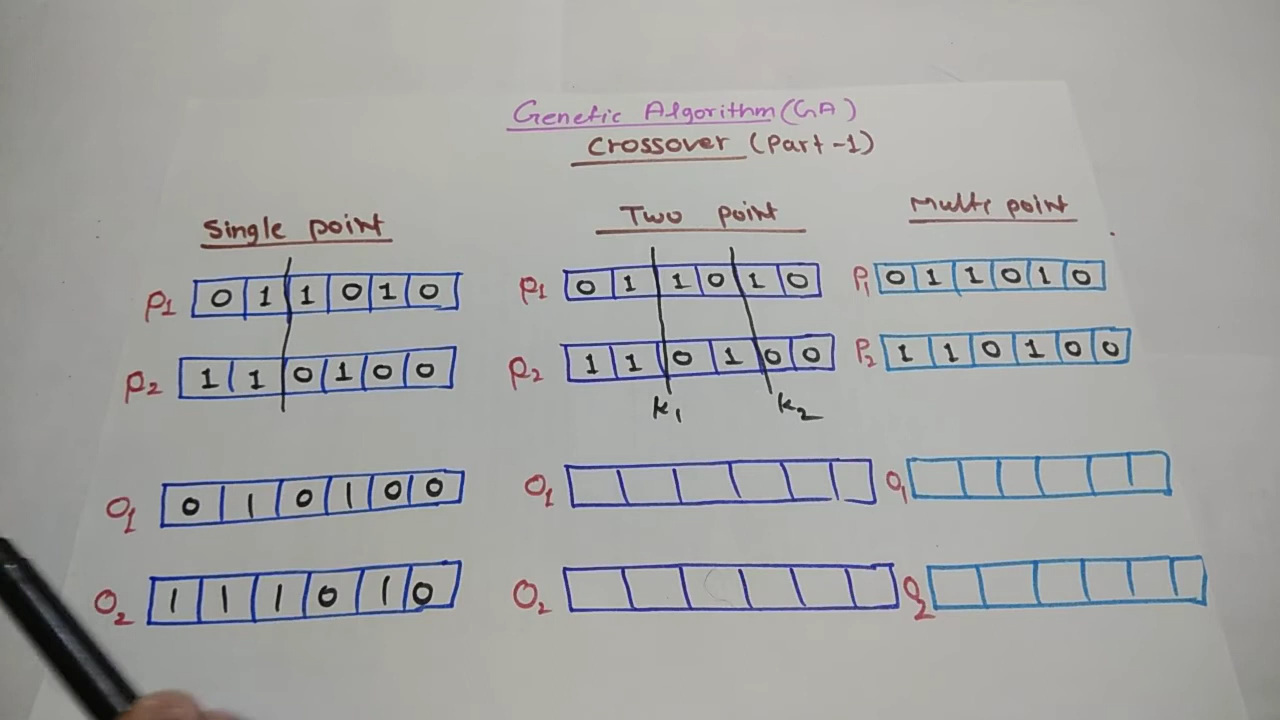 Genetic Algorithm (GA)
Crossover (Part-1)
Single point
P1 0 1 1 0 1 0
P2 1 1 0 1 0 0
O1 0 1 0 1 0 0
O2 1 1 1 0 1 0
Two point
P1 0 1 1 0 1 0
P2 1 1 0 1 0 0
K1 K2
O1
O2
Multi point
P1 0 1 1 0 1 0
P2 1 1 0 1 0 0
O1
O2